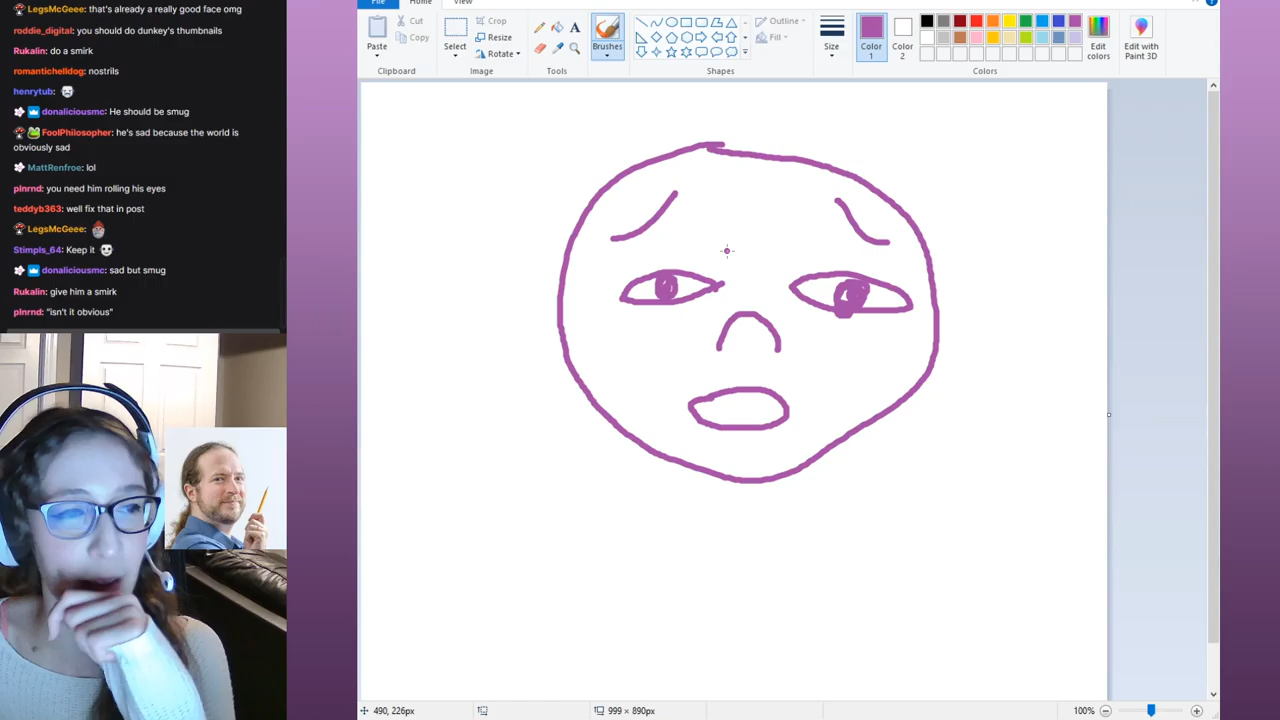 LegsMcGeee: that's already a really good face omg
roddie_digital: you should do dunkey's thumbnails
Rukalin: do a smirk
romantichelldog: nostrils
henrytub:
donaliciousmc: He should be smug
FoolPhilosopher: he's sad because the world is
obviously sad
MattRenfroe: lol
plnrnd: you need him rolling his eyes
teddyb363: well fix that in post
LegsMcGeee:
Stimpls_64: Keep it
donaliciousmc: sad but smug
Rukalin: give him a smirk
plnrnd: "isn't it obvious"
File Home View
Paste
Cut
Copy
Clipboard
Select
Crop
Resize
Rotate
Image
A
Tools
Brushes
Outline
Fill
Shapes
Size
Color
1
Color
2
Edit
colors
Colors
Edit with
Paint 3D
490, 226px
999 × 890px
100%